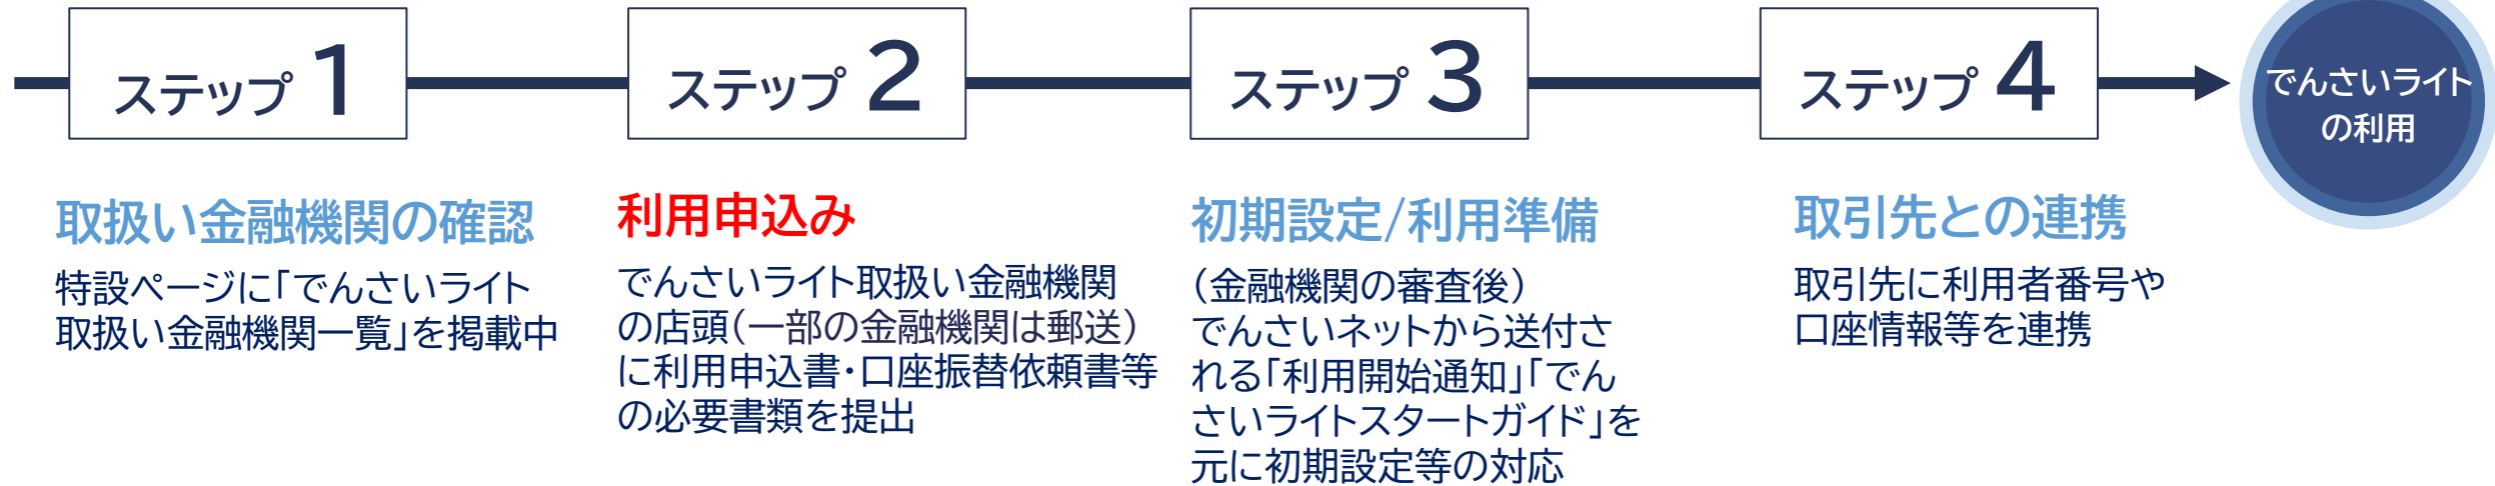 ステップ 1
ステップ 2
ステップ 3
ステップ 4
でんさいライト
の利用
取扱い金融機関の確認
特設ページに「でんさいライト
取扱い金融機関一覧」を掲載中
利用申込み
でんさいライト取扱い金融機関
の店頭（一部の金融機関は郵送）
に利用申込書・口座振替依頼書等
の必要書類を提出
初期設定/利用準備
（金融機関の審査後）
でんさいネットから送付さ
れる「利用開始通知」「でん
さいライトスタートガイド」を
元に初期設定等の対応
取引先との連携
取引先に利用者番号や
口座情報等を連携